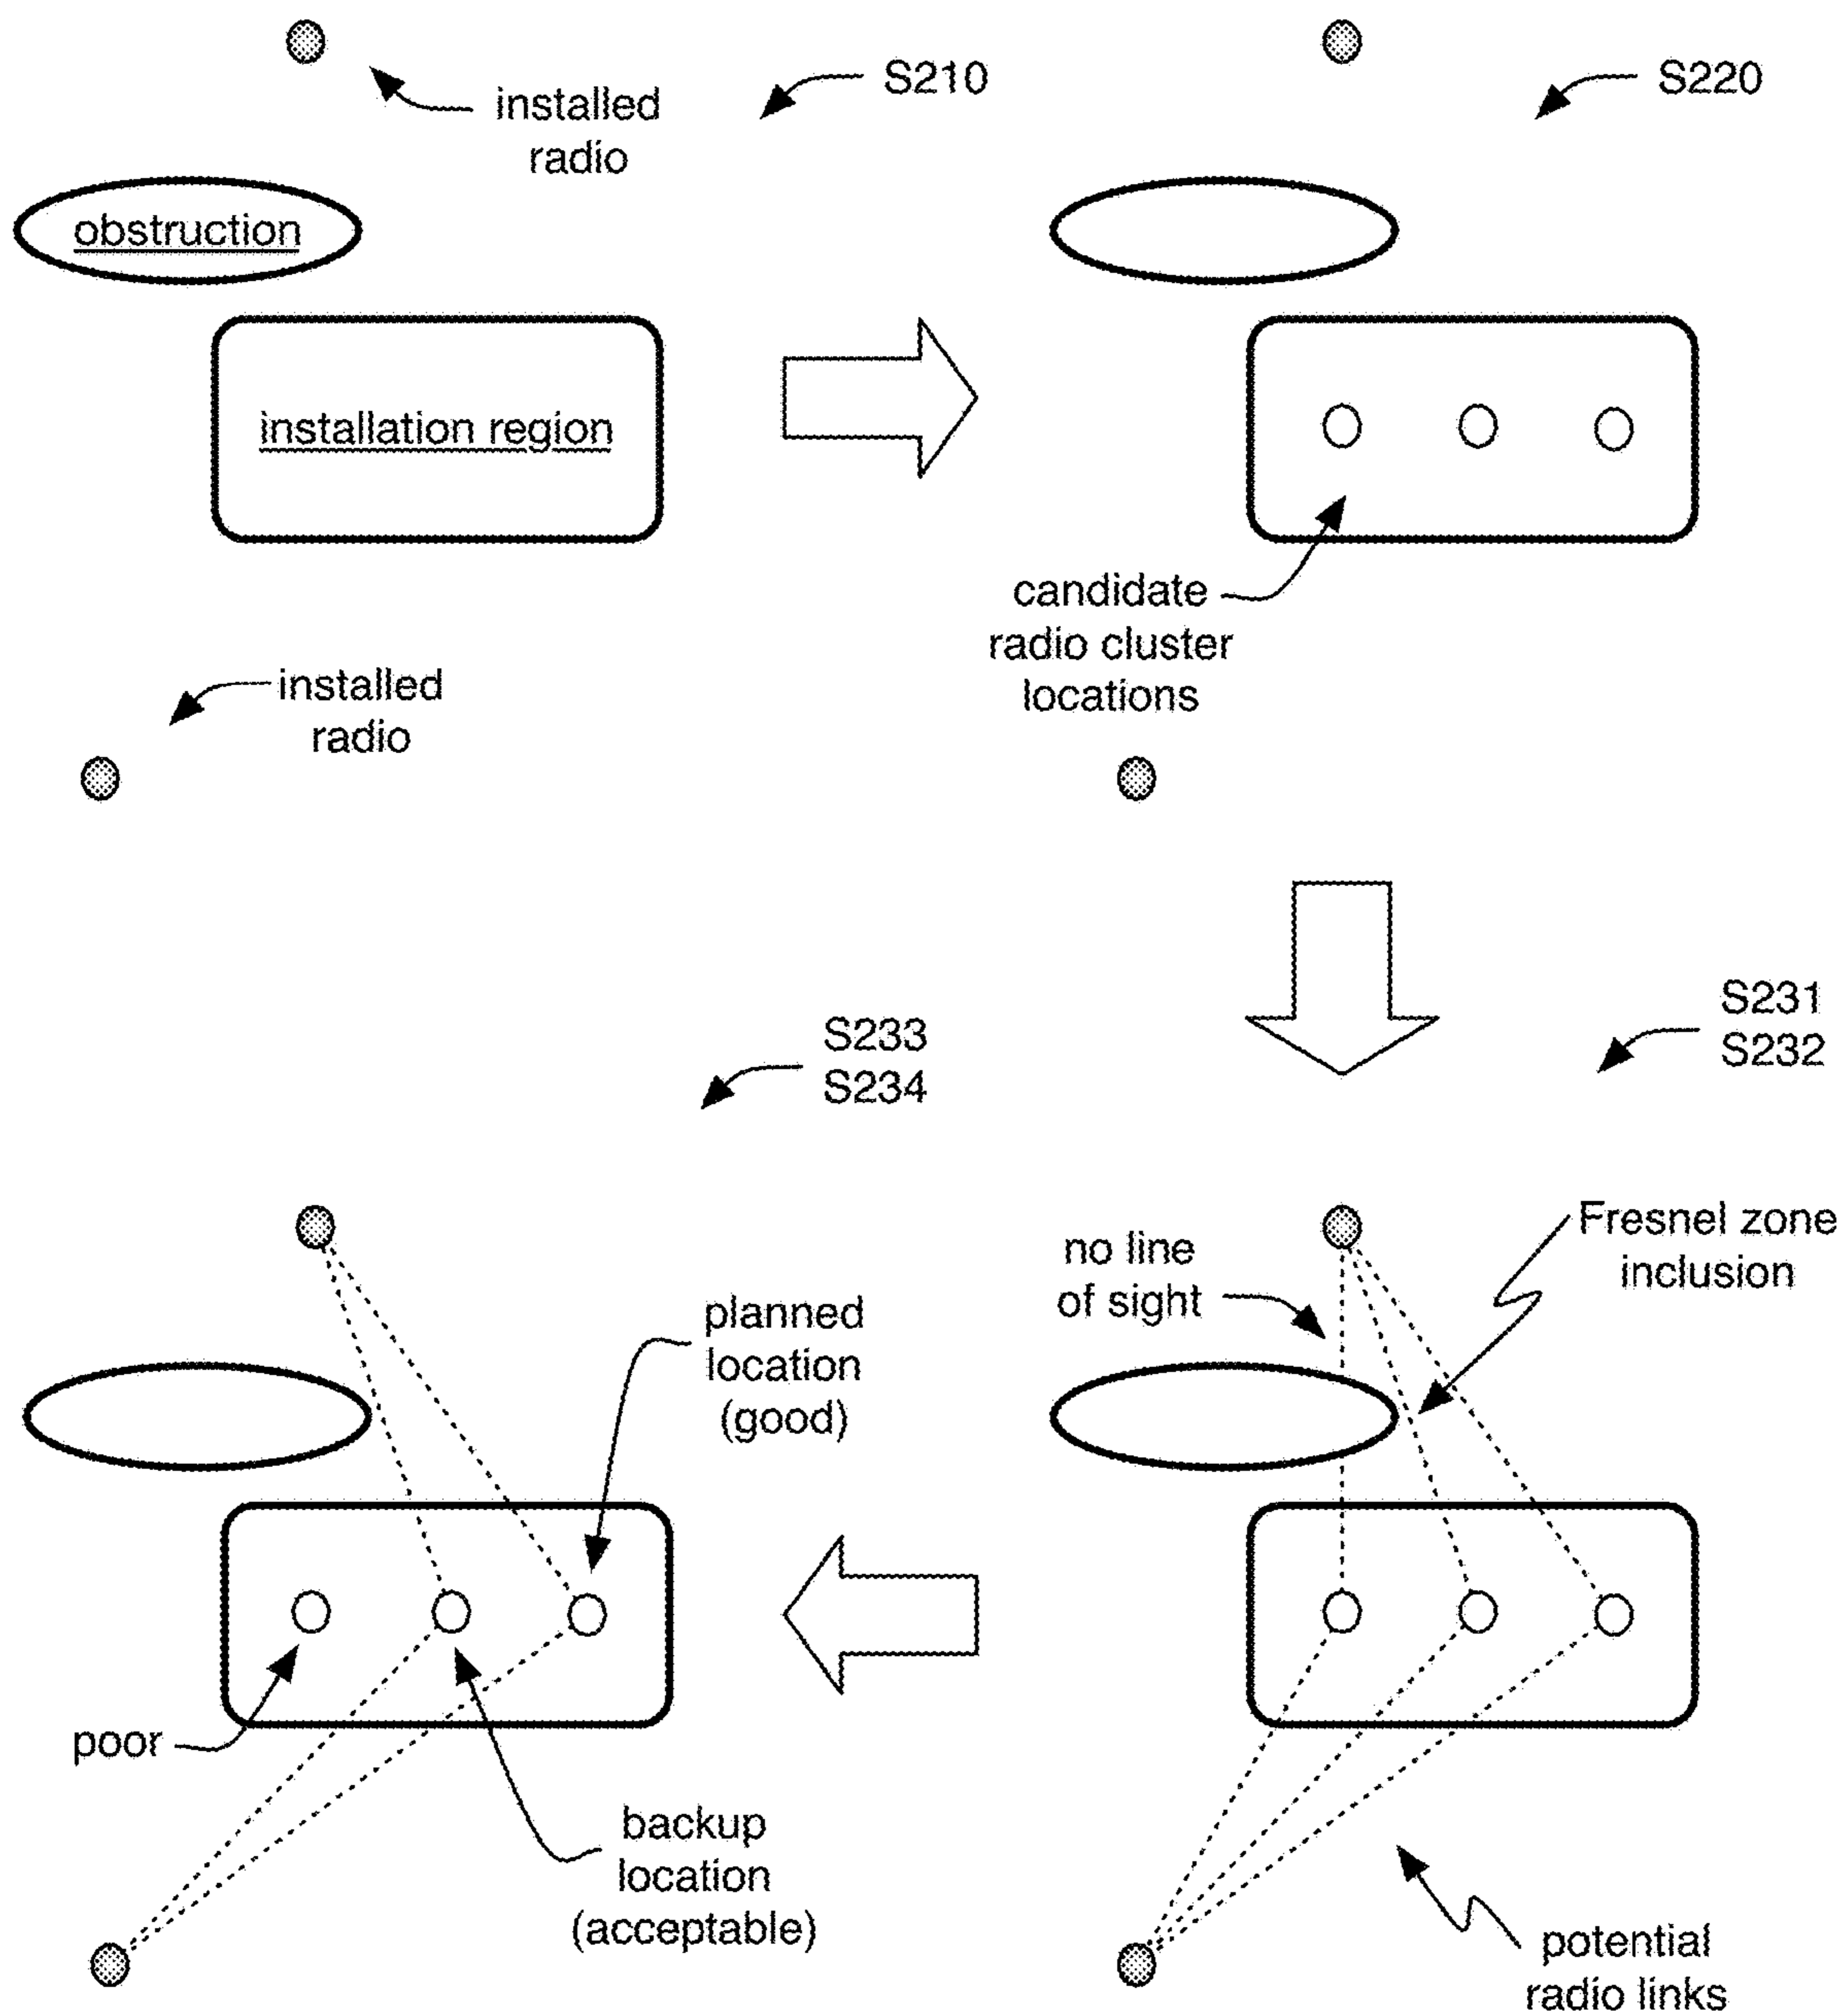 S210
installed
radio
obstruction
installation region
installed
radio
S220
candidate
radio cluster
locations
S231
S232
no line
of sight
Fresnel zone
inclusion
potential
radio links
S233
S234
planned
location
(good)
poor
backup
location
(acceptable)